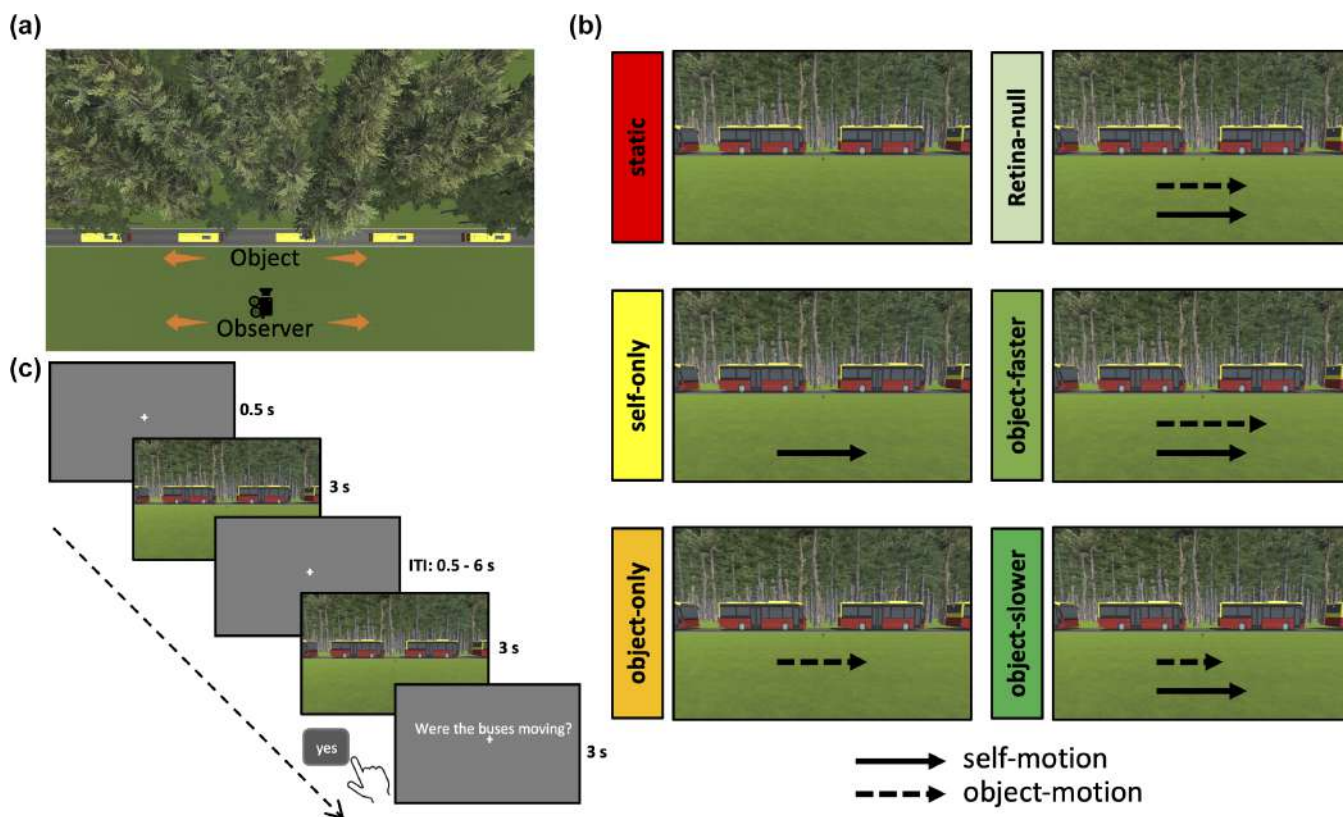 (a)
Object
Observer
(b)
static
Retina-null
self-only
object-faster
object-only
object-slower
self-motion
object-motion
(c)
0.5 s
3 s
ITI: 0.5 - 6 s
3 s
Were the buses moving?
yes
3 s